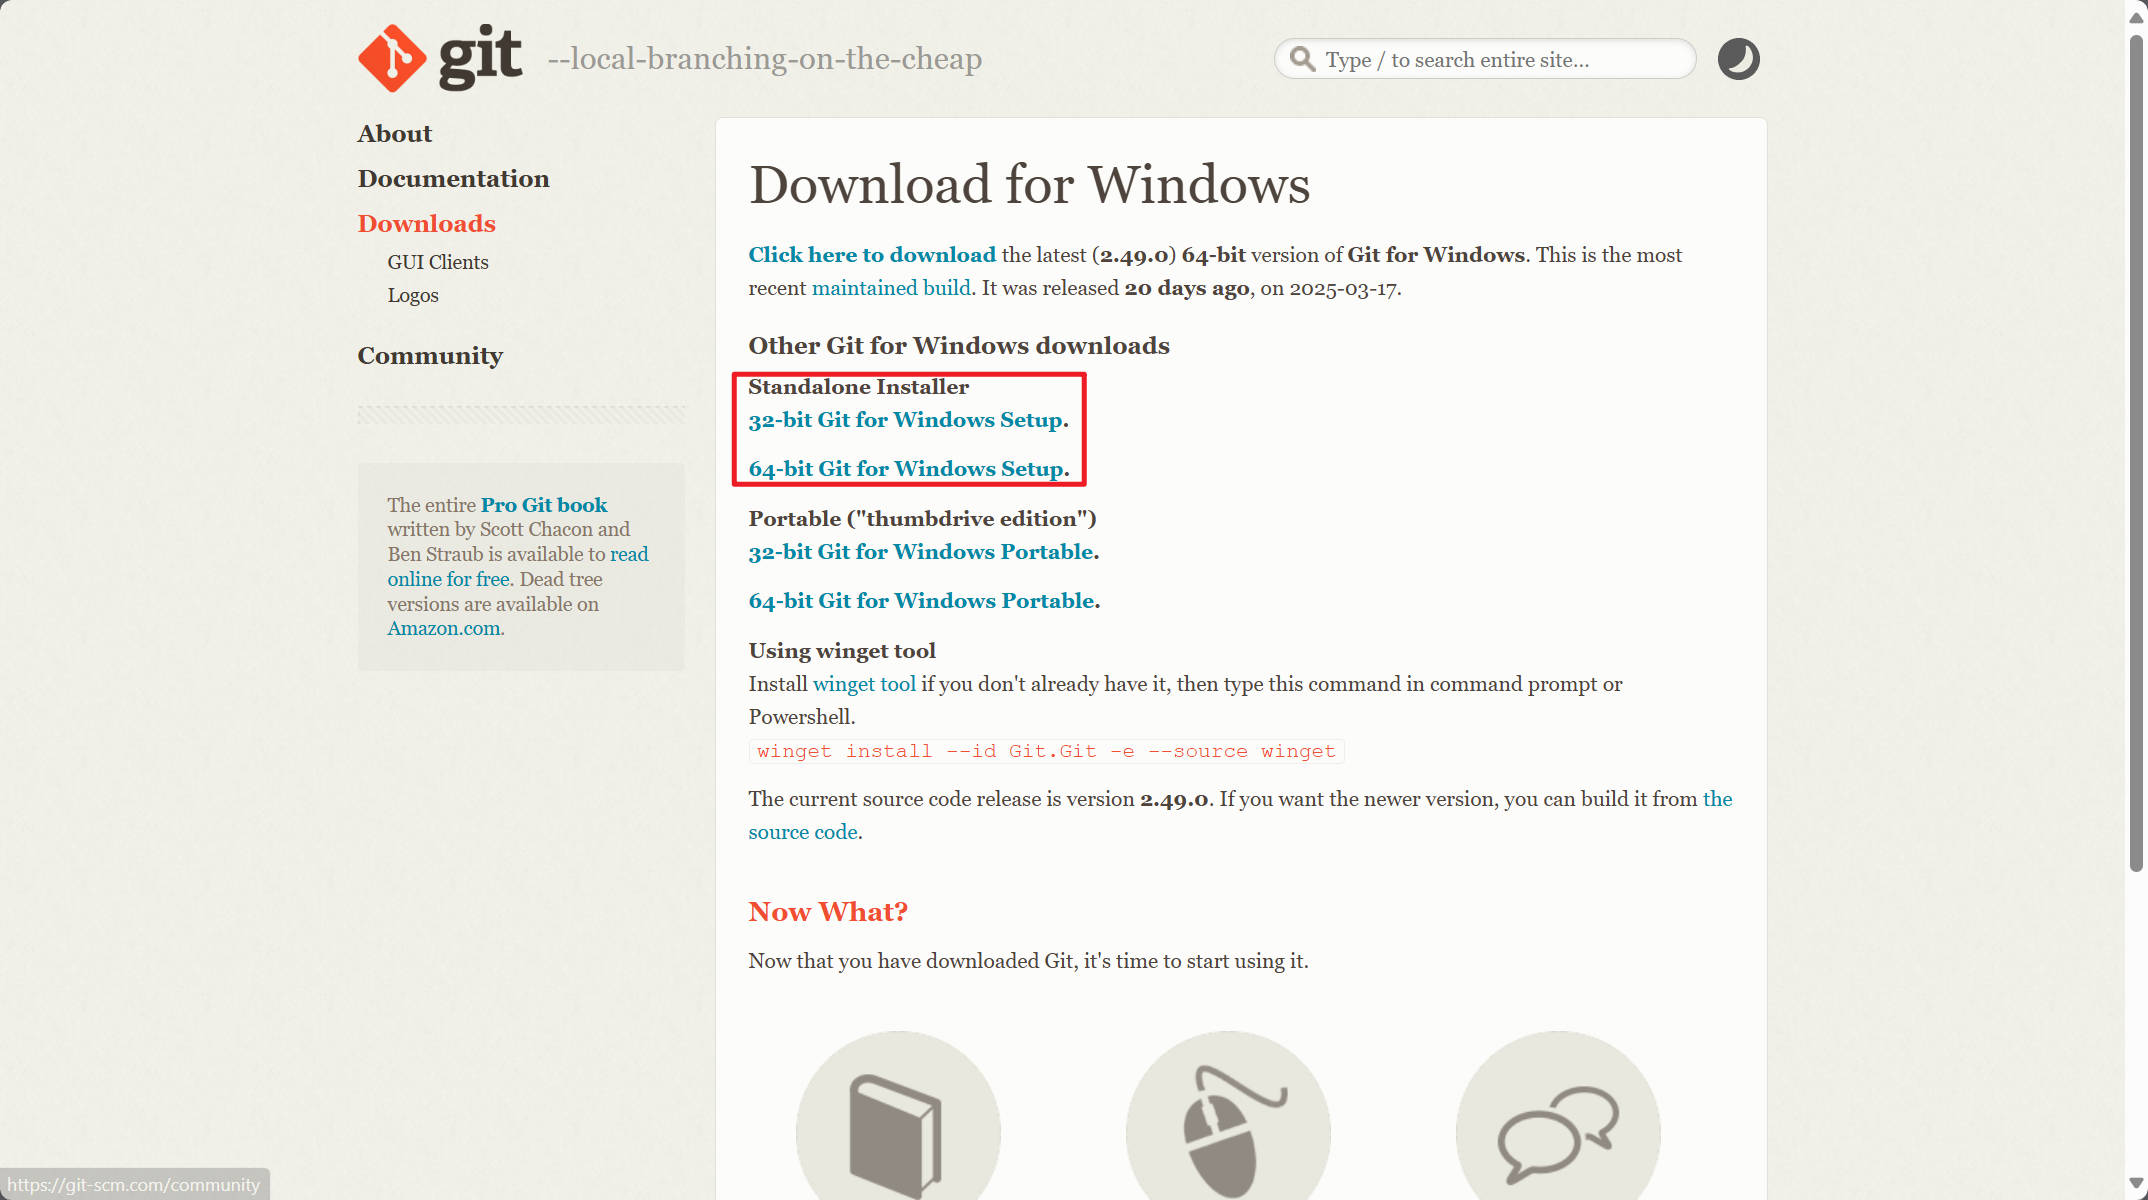 git --local-branching-on-the-cheap
Type / to search entire site...
About
Documentation
Downloads
GUI Clients
Logos
Community
The entire Pro Git book
written by Scott Chacon and
Ben Straub is available to read
online for free. Dead tree
versions are available on
Amazon.com.
Download for Windows
Click here to download the latest (2.49.0) 64-bit version of Git for Windows. This is the most
recent maintained build. It was released 20 days ago, on 2025-03-17.
Other Git for Windows downloads
Standalone Installer
32-bit Git for Windows Setup.
64-bit Git for Windows Setup.
Portable ("thumbdrive edition")
32-bit Git for Windows Portable.
64-bit Git for Windows Portable.
Using winget tool
Install winget tool if you don't already have it, then type this command in command prompt or
Powershell.
winget install --id Git.Git -e --source winget
The current source code release is version 2.49.0. If you want the newer version, you can build it from the
source code.
Now What?
Now that you have downloaded Git, it's time to start using it.
https://git-scm.com/community